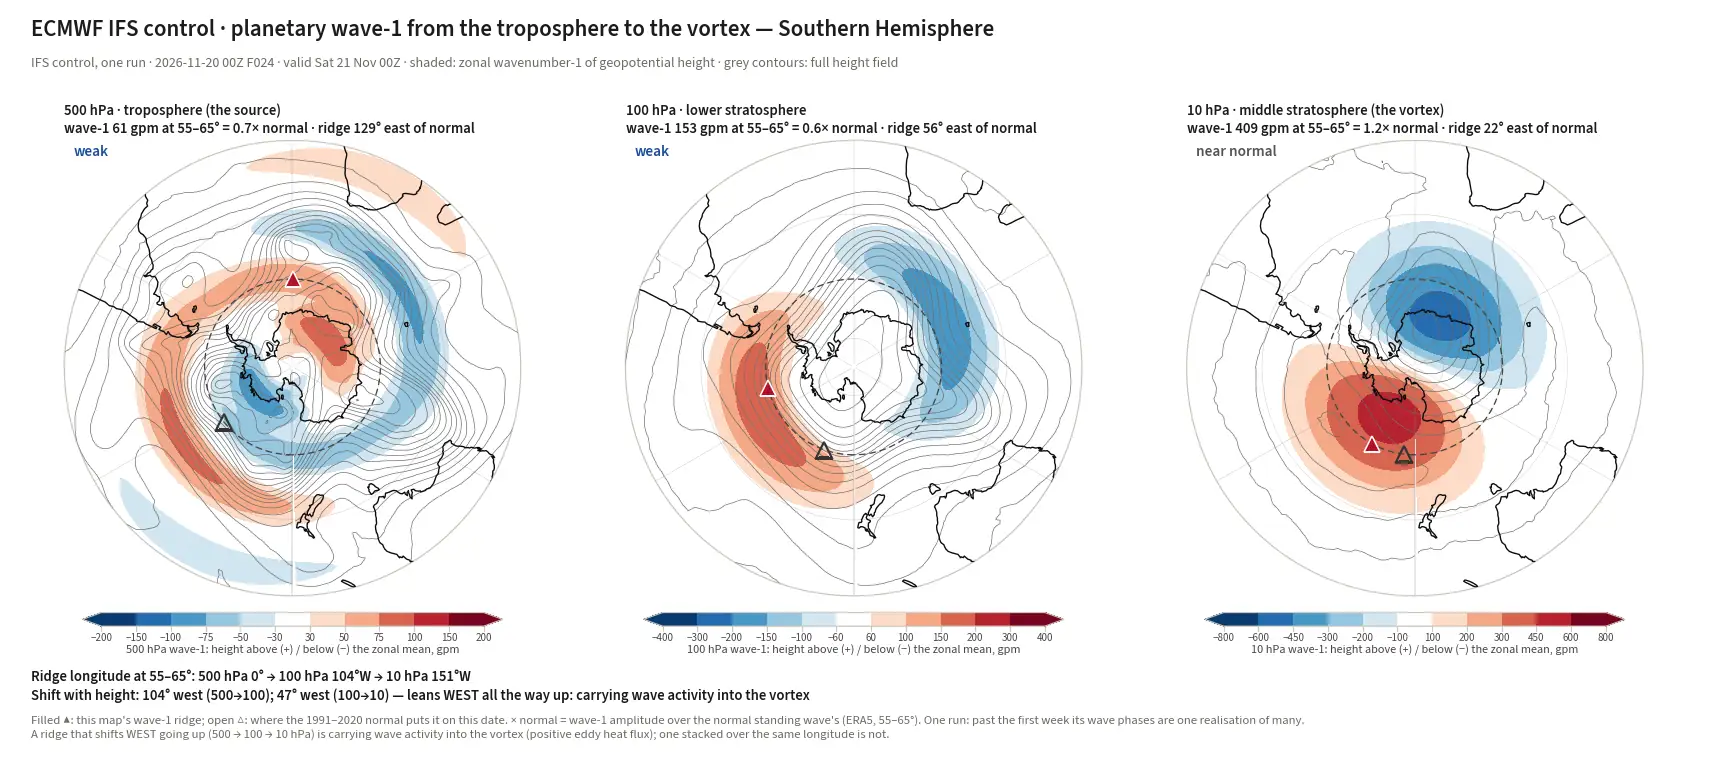 ECMWF IFS control · planetary wave-1 from the troposphere to the vortex — Southern Hemisphere
IFS control, one run · 2026-11-20 00Z F024 · valid Sat 21 Nov 00Z · shaded: zonal wavenumber-1 of geopotential height · grey contours: full height field
500 hPa · troposphere (the source)
wave-1 61 gpm at 55–65° = 0.7× normal · ridge 129° east of normal
weak
100 hPa · lower stratosphere
wave-1 153 gpm at 55–65° = 0.6× normal · ridge 56° east of normal
weak
10 hPa · middle stratosphere (the vortex)
wave-1 409 gpm at 55–65° = 1.2× normal · ridge 22° east of normal
near normal
−200 −150 −100 −75 −50 −30 30 50 75 100 150 200
500 hPa wave-1: height above (+) / below (−) the zonal mean, gpm
−400 −300 −200 −150 −100 −60 60 100 150 200 300 400
100 hPa wave-1: height above (+) / below (−) the zonal mean, gpm
−800 −600 −450 −300 −200 −100 100 200 300 450 600 800
10 hPa wave-1: height above (+) / below (−) the zonal mean, gpm
Ridge longitude at 55–65°: 500 hPa 0° → 100 hPa 104°W → 10 hPa 151°W
Shift with height: 104° west (500→100); 47° west (100→10) — leans WEST all the way up: carrying wave activity into the vortex
Filled ▲: this map's wave-1 ridge; open △: where the 1991–2020 normal puts it on this date. × normal = wave-1 amplitude over the normal standing wave's (ERA5, 55–65°). One run: past the first week its wave phases are one realisation of many.
A ridge that shifts WEST going up (500 → 100 → 10 hPa) is carrying wave activity into the vortex (positive eddy heat flux); one stacked over the same longitude is not.